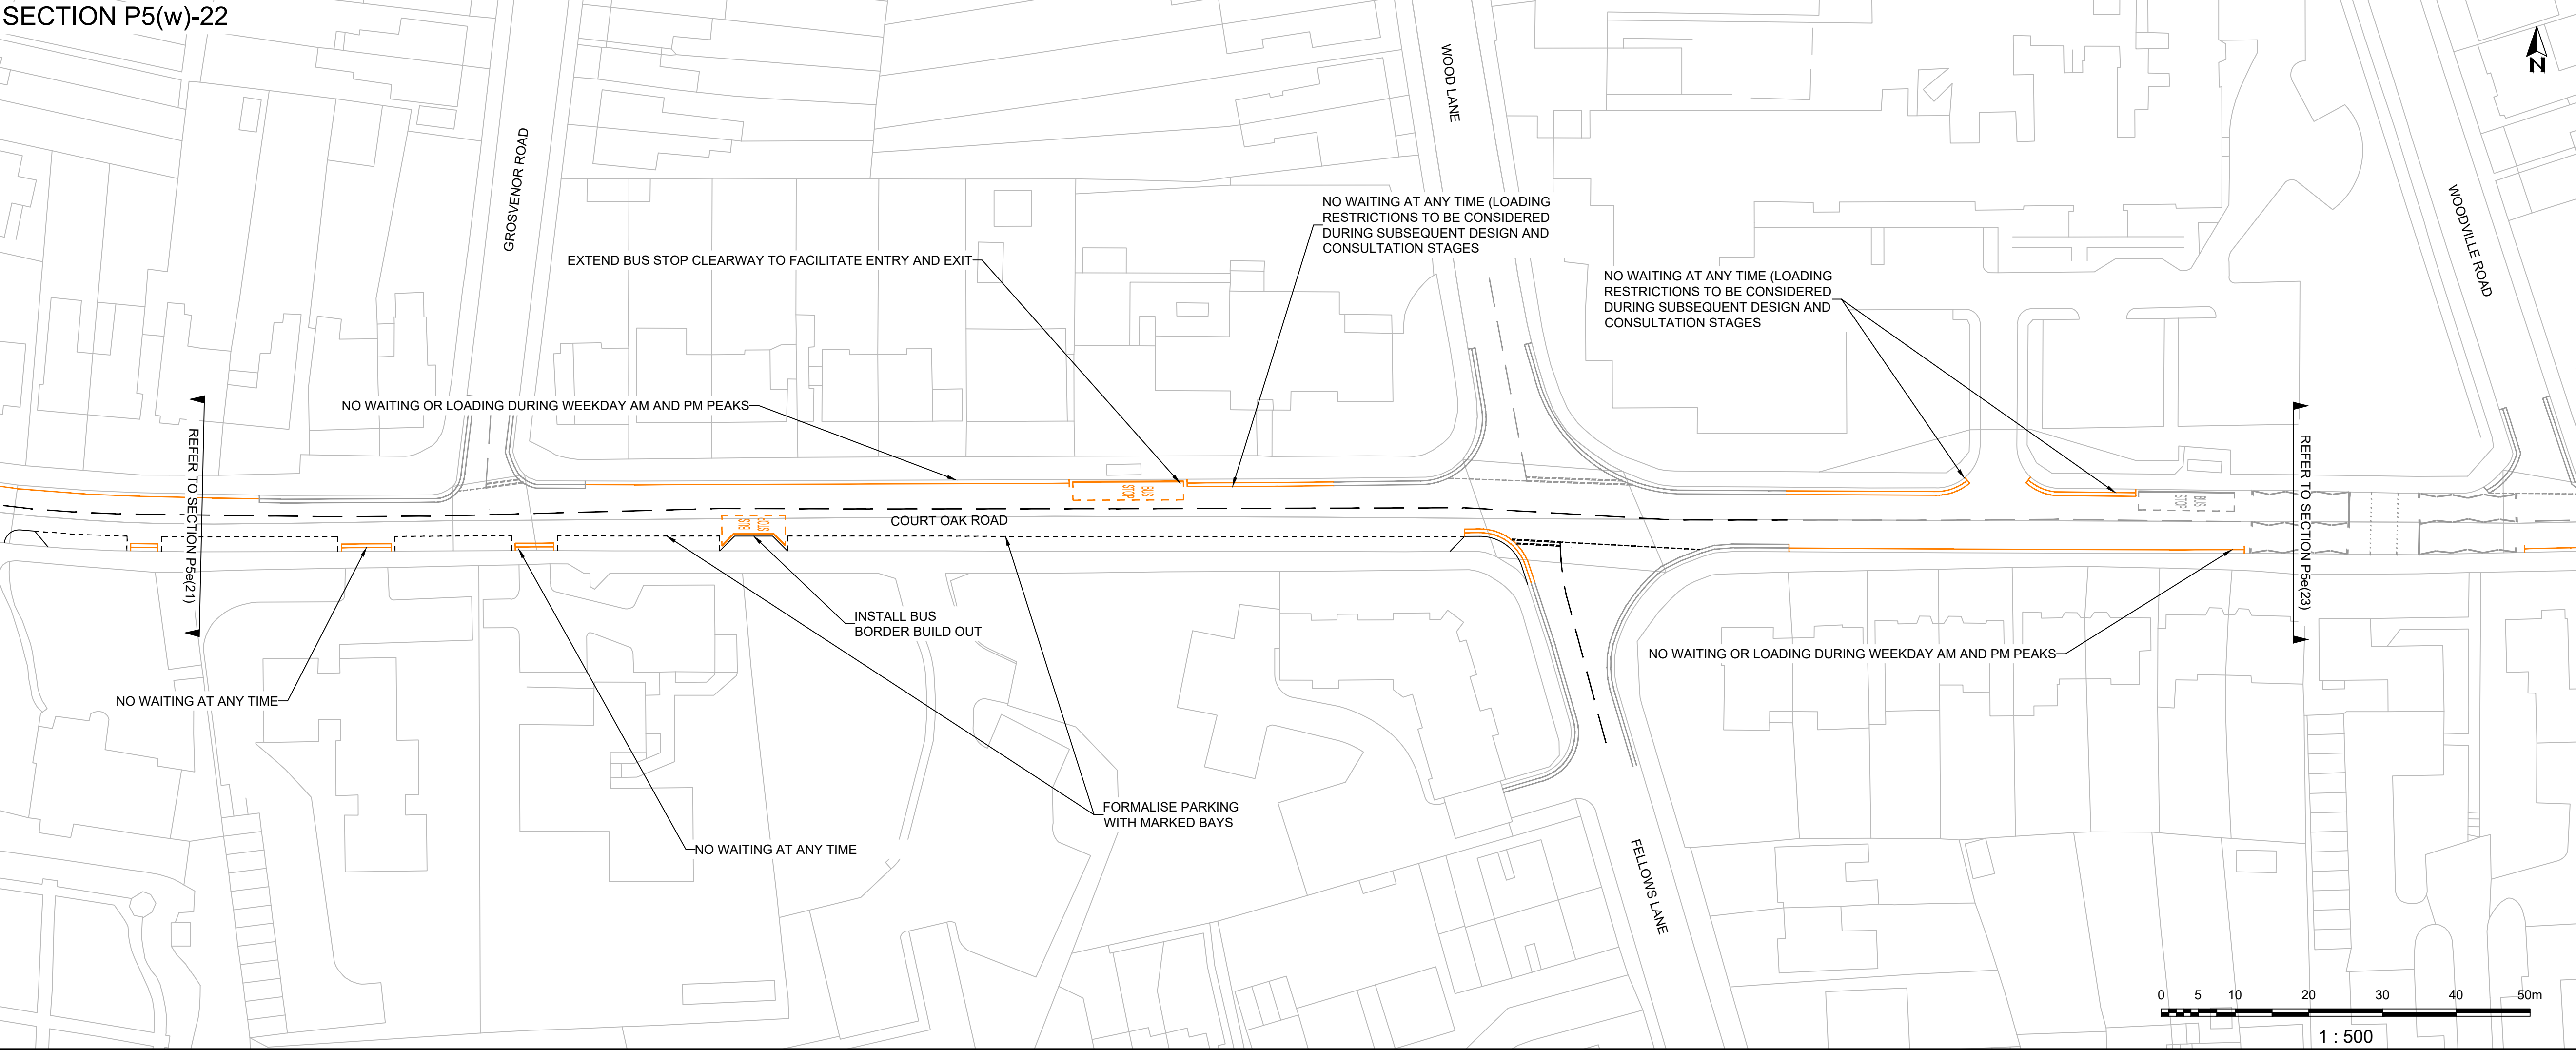 SECTION P5(w)-22
N
WOOD LANE
GROSVENOR ROAD
WOODVILLE ROAD
NO WAITING AT ANY TIME (LOADING
RESTRICTIONS TO BE CONSIDERED
DURING SUBSEQUENT DESIGN AND
CONSULTATION STAGES
EXTEND BUS STOP CLEARWAY TO FACILITATE ENTRY AND EXIT
NO WAITING AT ANY TIME (LOADING
RESTRICTIONS TO BE CONSIDERED
DURING SUBSEQUENT DESIGN AND
CONSULTATION STAGES
NO WAITING OR LOADING DURING WEEKDAY AM AND PM PEAKS
REFER TO SECTION P5e(21)
REFER TO SECTION P5e(23)
BUS
STOP
BUS
STOP
BUS
STOP
COURT OAK ROAD
INSTALL BUS
BORDER BUILD OUT
NO WAITING OR LOADING DURING WEEKDAY AM AND PM PEAKS
NO WAITING AT ANY TIME
FORMALISE PARKING
WITH MARKED BAYS
NO WAITING AT ANY TIME
FELLOWS LANE
0 5 10 20 30 40 50m
1 : 500